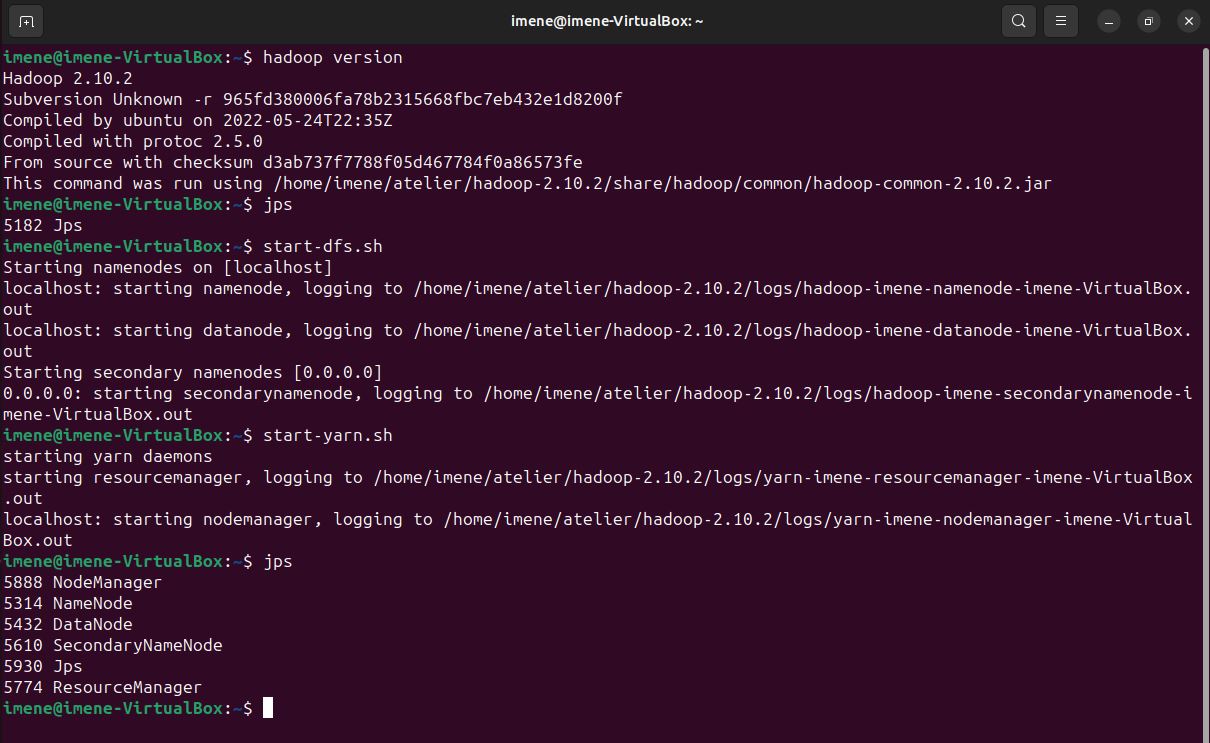 imene@imene-VirtualBox: ~
imene@imene-VirtualBox:~$ hadoop version
Hadoop 2.10.2
Subversion Unknown -r 965fd380006fa78b2315668fbc7eb432e1d8200f
Compiled by ubuntu on 2022-05-24T22:35Z
Compiled with protoc 2.5.0
From source with checksum d3ab737f7788f05d467784f0a86573fe
This command was run using /home/imene/atelier/hadoop-2.10.2/share/hadoop/common/hadoop-common-2.10.2.jar
imene@imene-VirtualBox:~$ jps
5182 Jps
imene@imene-VirtualBox:~$ start-dfs.sh
Starting namenodes on [localhost]
localhost: starting namenode, logging to /home/imene/atelier/hadoop-2.10.2/logs/hadoop-imene-namenode-imene-VirtualBox.
out
localhost: starting datanode, logging to /home/imene/atelier/hadoop-2.10.2/logs/hadoop-imene-datanode-imene-VirtualBox.
out
Starting secondary namenodes [0.0.0.0]
0.0.0.0: starting secondarynamenode, logging to /home/imene/atelier/hadoop-2.10.2/logs/hadoop-imene-secondarynamenode-i
mene-VirtualBox.out
imene@imene-VirtualBox:~$ start-yarn.sh
starting yarn daemons
starting resourcemanager, logging to /home/imene/atelier/hadoop-2.10.2/logs/yarn-imene-resourcemanager-imene-VirtualBox
.out
localhost: starting nodemanager, logging to /home/imene/atelier/hadoop-2.10.2/logs/yarn-imene-nodemanager-imene-Virtual
Box.out
imene@imene-VirtualBox:~$ jps
5888 NodeManager
5314 NameNode
5432 DataNode
5610 SecondaryNameNode
5930 Jps
5774 ResourceManager
imene@imene-VirtualBox:~$